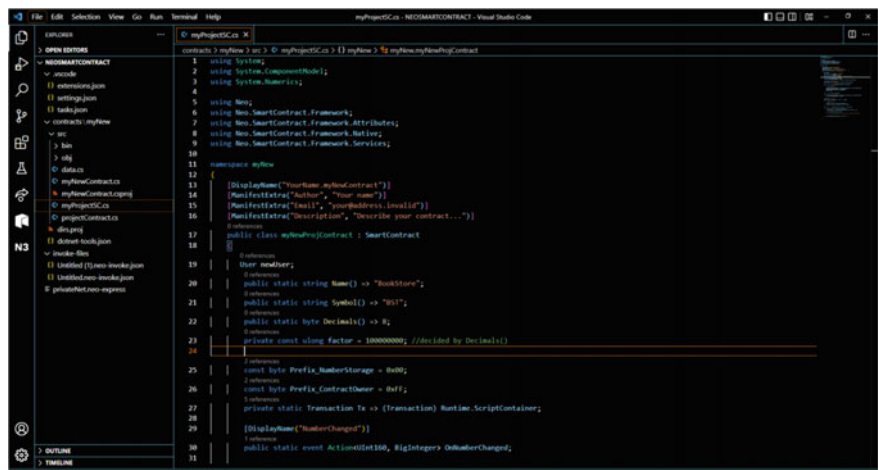 File Edit Selection View Go Run Terminal Help
myProjectSC.cs - NEOSMARTCONTRACT - Visual Studio Code
EXPLORER
OPEN EDITORS
NEOSMARTCONTRACT
.vscode
extensions.json
settings.json
tasks.json
contracts \ myNew
src
bin
obj
data.cs
myNewContract.cs
myNewContract.csproj
myProjectSC.cs
projectContract.cs
dirs.proj
dotnet-tools.json
invoke-files
Untitled (1).neo-invoke.json
Untitled.neo-invoke.json
privateNet.neo-express
OUTLINE
TIMELINE
N3
myProjectSC.cs X
contracts > myNew > src > myProjectSC.cs > {} myNew > myNew.myNewProjContract
1 using System;
2 using System.ComponentModel;
3 using System.Numerics;
4
5 using Neo;
6 using Neo.SmartContract.Framework;
7 using Neo.SmartContract.Framework.Attributes;
8 using Neo.SmartContract.Framework.Native;
9 using Neo.SmartContract.Framework.Services;
10
11 namespace myNew
12 {
13 [DisplayName("YourName.myNewContract")]
14 [ManifestExtra("Author", "Your name")]
15 [ManifestExtra("Email", "your@address.invalid")]
16 [ManifestExtra("Description", "Describe your contract...")]
0 references
17 public class myNewProjContract : SmartContract
18 {
0 references
19 User newUser;
0 references
20 public static string Name() => "BookStore";
0 references
21 public static string Symbol() => "DS1";
0 references
22 public static byte Decimals() => 8;
0 references
23 private const ulong factor = 100000000; //decided by Decimals()
24
2 references
25 const byte Prefix_NumberStorage = 0x00;
2 references
26 const byte Prefix_ContractOwner = 0xFF;
5 references
27 private static Transaction Tx => (Transaction) Runtime.ScriptContainer;
28
29 [DisplayName("NumberChanged")]
1 reference
30 public static event Action<UInt160, BigInteger> OnNumberChanged;
31